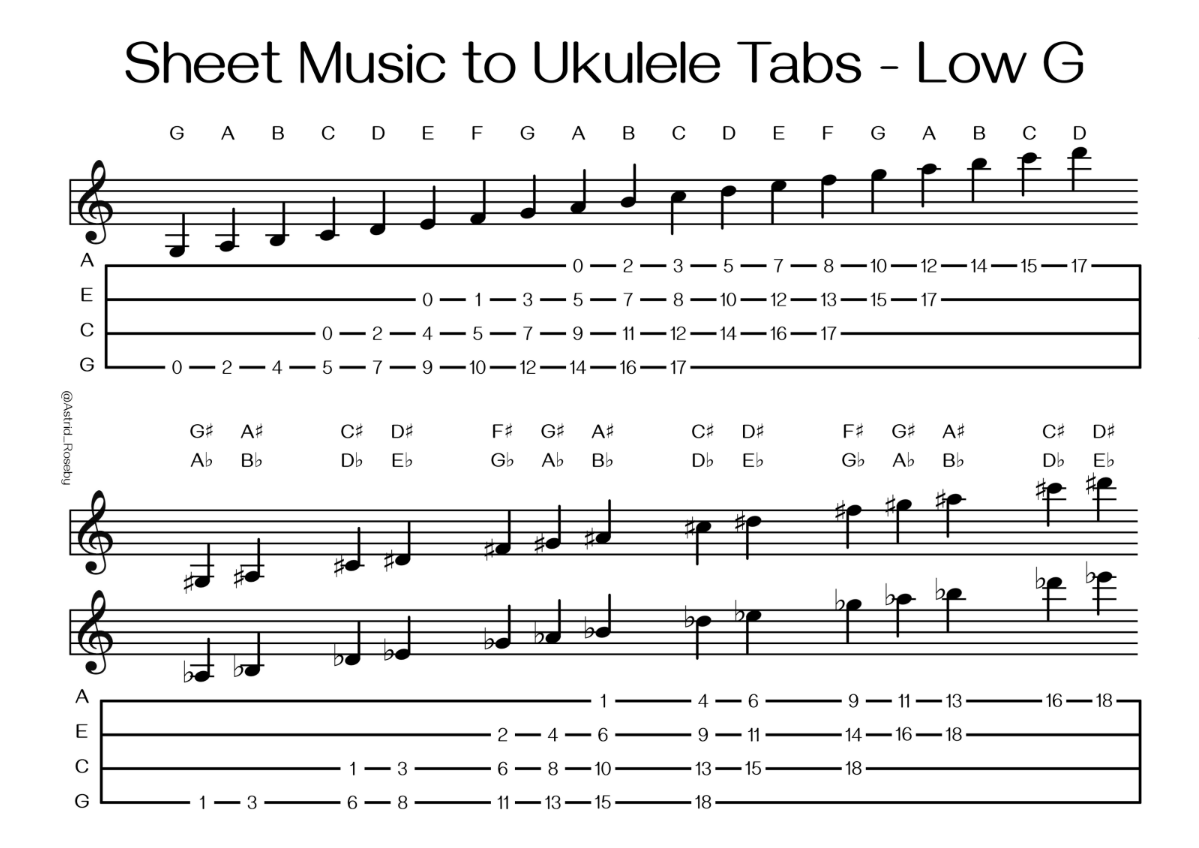 Sheet Music to Ukulele Tabs - Low G
G A B C D E F G A B C D E F G A B C D
A 0 2 3 5 7 8 10 12 14 15 17
E 0 1 3 5 7 8 10 12 13 15 17
C 0 2 4 5 7 9 11 12 14 16 17
G 0 2 4 5 7 9 10 12 14 16 17
@Astrid_Roseby
G♯ A♯ C♯ D♯ F♯ G♯ A♯ C♯ D♯ F♯ G♯ A♯ C♯ D♯
A♭ B♭ D♭ E♭ G♭ A♭ B♭ D♭ E♭ G♭ A♭ B♭ D♭ E♭
A 1 4 6 9 11 13 16 18
E 2 4 6 9 11 14 16 18
C 1 3 6 8 10 13 15 18
G 1 3 6 8 11 13 15 18